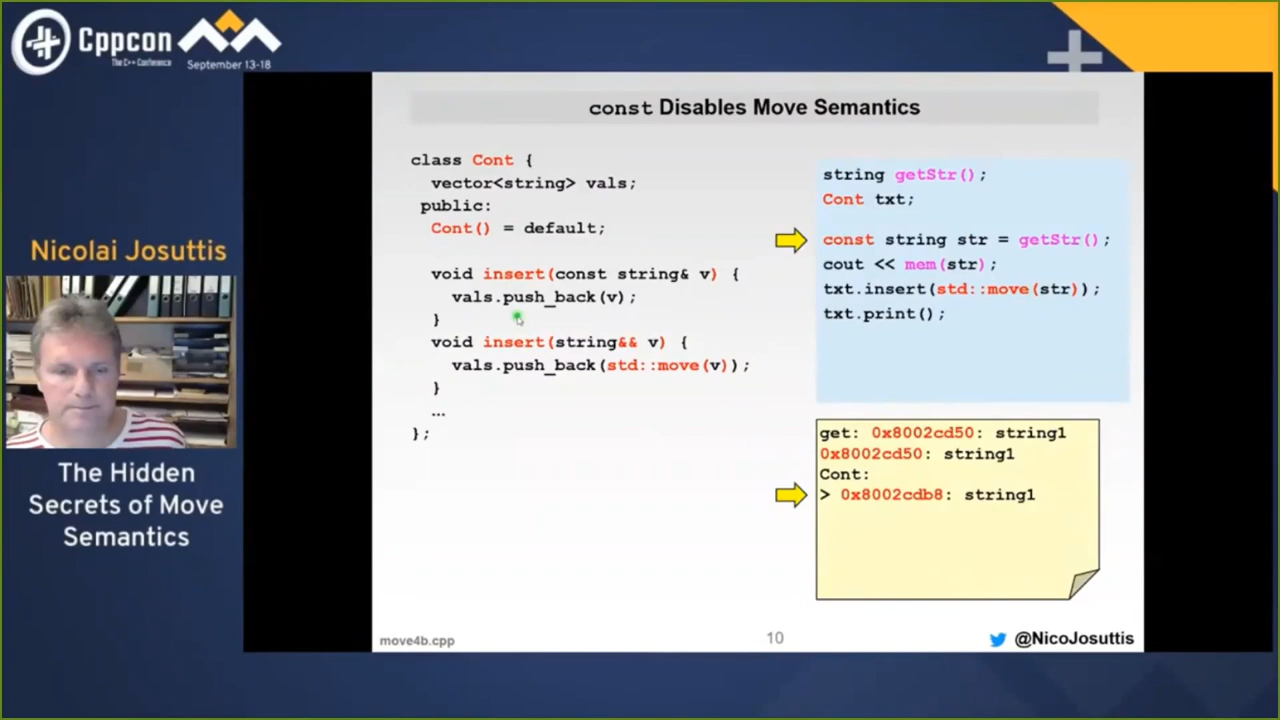 Cppcon
The C++ Conference
September 13-18
Nicolai Josuttis
The Hidden
Secrets of Move
Semantics
const Disables Move Semantics
class Cont {
vector<string> vals;
public:
Cont() = default;
void insert(const string& v) {
vals.push_back(v);
}
void insert(string&& v) {
vals.push_back(std::move(v));
}
...
};
string getStr();
Cont txt;
const string str = getStr();
cout << mem(str);
txt.insert(std::move(str));
txt.print();
get: 0x8002cd50: string1
0x8002cd50: string1
Cont:
> 0x8002cdb8: string1
move4b.cpp
10
@NicoJosuttis